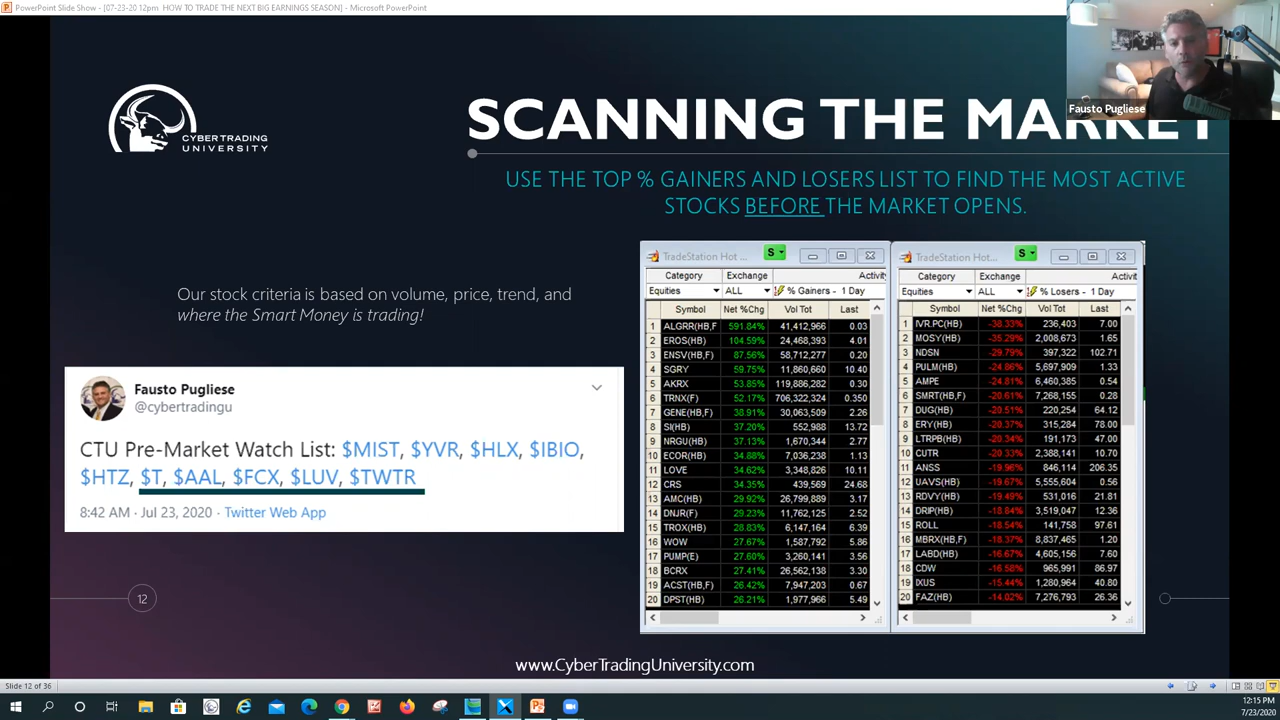 PowerPoint Slide Show - [07-23-20 12pm HOW TO TRADE THE NEXT BIG EARNINGS SEASON] - Microsoft PowerPoint
Fausto Pugliese
CYBERTRADING
UNIVERSITY
SCANNING THE MARKET
USE THE TOP % GAINERS AND LOSERS LIST TO FIND THE MOST ACTIVE
STOCKS BEFORE THE MARKET OPENS.
Our stock criteria is based on volume, price, trend, and
where the Smart Money is trading!
Fausto Pugliese
@cybertradingu
CTU Pre-Market Watch List: $MIST, $YVR, $HLX, $IBIO,
$HTZ, $T, $AAL, $FCX, $LUV, $TWTR
8:42 AM · Jul 23, 2020 · Twitter Web App
TradeStation Hot ... S
Category Exchange Activity
Equities ALL % Gainers - 1 Day
Symbol Net %Chg Vol Tot Last
1 ALGRR(HB,F 591.84% 41,412,966 0.03
2 EROS(HB) 104.59% 24,468,393 4.01
3 ENSV(HB,F) 87.56% 58,712,277 0.20
4 SGRY 59.75% 11,860,660 10.40
5 AKRX 53.85% 119,886,282 0.30
6 TRNX(F) 52.17% 706,322,324 0.350
7 GENE(HB,F) 38.91% 30,063,509 2.26
8 SI(HB) 37.20% 552,988 13.72
9 NRGU(HB) 37.13% 1,670,344 2.77
10 ECOR(HB) 34.88% 7,036,238 1.13
11 LOVE 34.62% 3,348,826 10.11
12 CRS 34.35% 439,569 24.68
13 AMC(HB) 29.92% 26,799,889 3.17
14 DNJR(F) 29.23% 11,762,125 2.52
15 TROX(HB) 28.83% 6,147,164 6.39
16 WOW 27.67% 1,587,792 5.86
17 PUMP(E) 27.60% 3,260,141 3.56
18 BCRX 27.41% 26,562,138 3.30
19 ACST(HB,F) 26.42% 7,947,203 0.67
20 DPST(HB) 26.21% 1,977,966 5.49
TradeStation Hot... S
Category Exchange Activit
Equities ALL % Losers - 1 Day
Symbol Net %Chg Vol Tot Last
1 IVR.PC(HB) -38.33% 236,403 7.00
2 MOSY(HB) -35.29% 2,008,673 1.65
3 NDSN -29.79% 397,322 102.71
4 PULM(HB) -24.86% 5,697,909 1.33
5 AMPE -24.81% 6,460,385 0.54
6 SMRT(HB,F) -20.61% 7,268,155 0.28
7 DUG(HB) -20.51% 220,254 64.12
8 ERY(HB) -20.37% 315,284 78.00
9 LTRPB(HB) -20.34% 191,173 47.00
10 CUTR -20.33% 2,388,141 10.70
11 ANSS -19.96% 846,114 206.35
12 UAVS(HB) -19.67% 5,555,604 0.56
13 RDVY(HB) -19.49% 531,016 21.81
14 DRIP(HB) -18.84% 3,519,047 12.36
15 ROLL -18.54% 141,758 97.61
16 MBRX(HB,F) -18.37% 8,837,465 1.20
17 LABD(HB) -16.67% 4,605,156 7.60
18 CDW -16.58% 965,991 86.97
19 IXUS -15.44% 1,280,964 40.80
20 FAZ(HB) -14.02% 7,276,793 26.36
12
www.CyberTradingUniversity.com
Slide 12 of 36
12:15 PM
7/23/2020